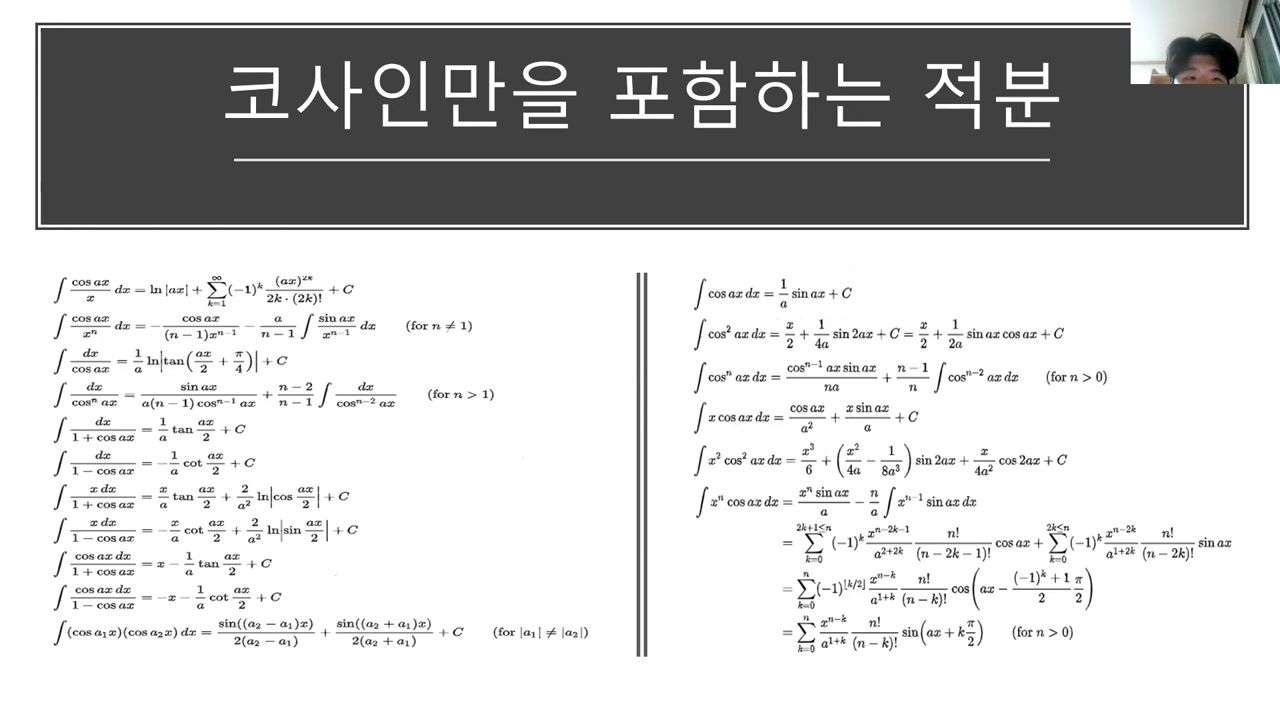 코사인만을 포함하는 적분
∫ cos ax / x dx = ln |ax| + ∑_{k=1}^{∞} (−1)^k (ax)^{2k} / (2k · (2k)!) + C
∫ cos ax / x^n dx = − cos ax / ((n − 1)x^{n−1}) − a / (n − 1) ∫ sin ax / x^{n−1} dx (for n ≠ 1)
∫ dx / cos ax = 1/a ln |tan(ax/2 + π/4)| + C
∫ dx / cos^n ax = sin ax / (a(n − 1) cos^{n−1} ax) + (n − 2)/(n − 1) ∫ dx / cos^{n−2} ax (for n > 1)
∫ dx / (1 + cos ax) = 1/a tan ax/2 + C
∫ dx / (1 − cos ax) = −1/a cot ax/2 + C
∫ x dx / (1 + cos ax) = x/a tan ax/2 + 2/a² ln |cos ax/2| + C
∫ x dx / (1 − cos ax) = −x/a cot ax/2 + 2/a² ln |sin ax/2| + C
∫ cos ax dx / (1 + cos ax) = x − 1/a tan ax/2 + C
∫ cos ax dx / (1 − cos ax) = −x − 1/a cot ax/2 + C
∫ (cos a₁x)(cos a₂x) dx = sin((a₂ − a₁)x) / (2(a₂ − a₁)) + sin((a₂ + a₁)x) / (2(a₂ + a₁)) + C (for |a₁| ≠ |a₂|)
∫ cos ax dx = 1/a sin ax + C
∫ cos² ax dx = x/2 + 1/4a sin 2ax + C = x/2 + 1/2a sin ax cos ax + C
∫ cos^n ax dx = cos^{n−1} ax sin ax / na + (n − 1)/n ∫ cos^{n−2} ax dx (for n > 0)
∫ x cos ax dx = cos ax / a² + x sin ax / a + C
∫ x² cos² ax dx = x³/6 + (x²/4a − 1/8a³) sin 2ax + x/4a² cos 2ax + C
∫ x^n cos ax dx = x^n sin ax / a − n/a ∫ x^{n−1} sin ax dx
= ∑_{k=0}^{2k+1≤n} (−1)^k x^{n−2k−1} / a^{2+2k} n! / (n − 2k − 1)! cos ax + ∑_{k=0}^{2k≤n} (−1)^k x^{n−2k} / a^{1+2k} n! / (n − 2k)! sin ax
= ∑_{k=0}^{n} (−1)^{⌊k/2⌋} x^{n−k} / a^{1+k} n! / (n − k)! cos(ax − ((−1)^k + 1)/2 π/2)
= ∑_{k=0}^{n} x^{n−k} / a^{1+k} n! / (n − k)! sin(ax + k π/2) (for n > 0)